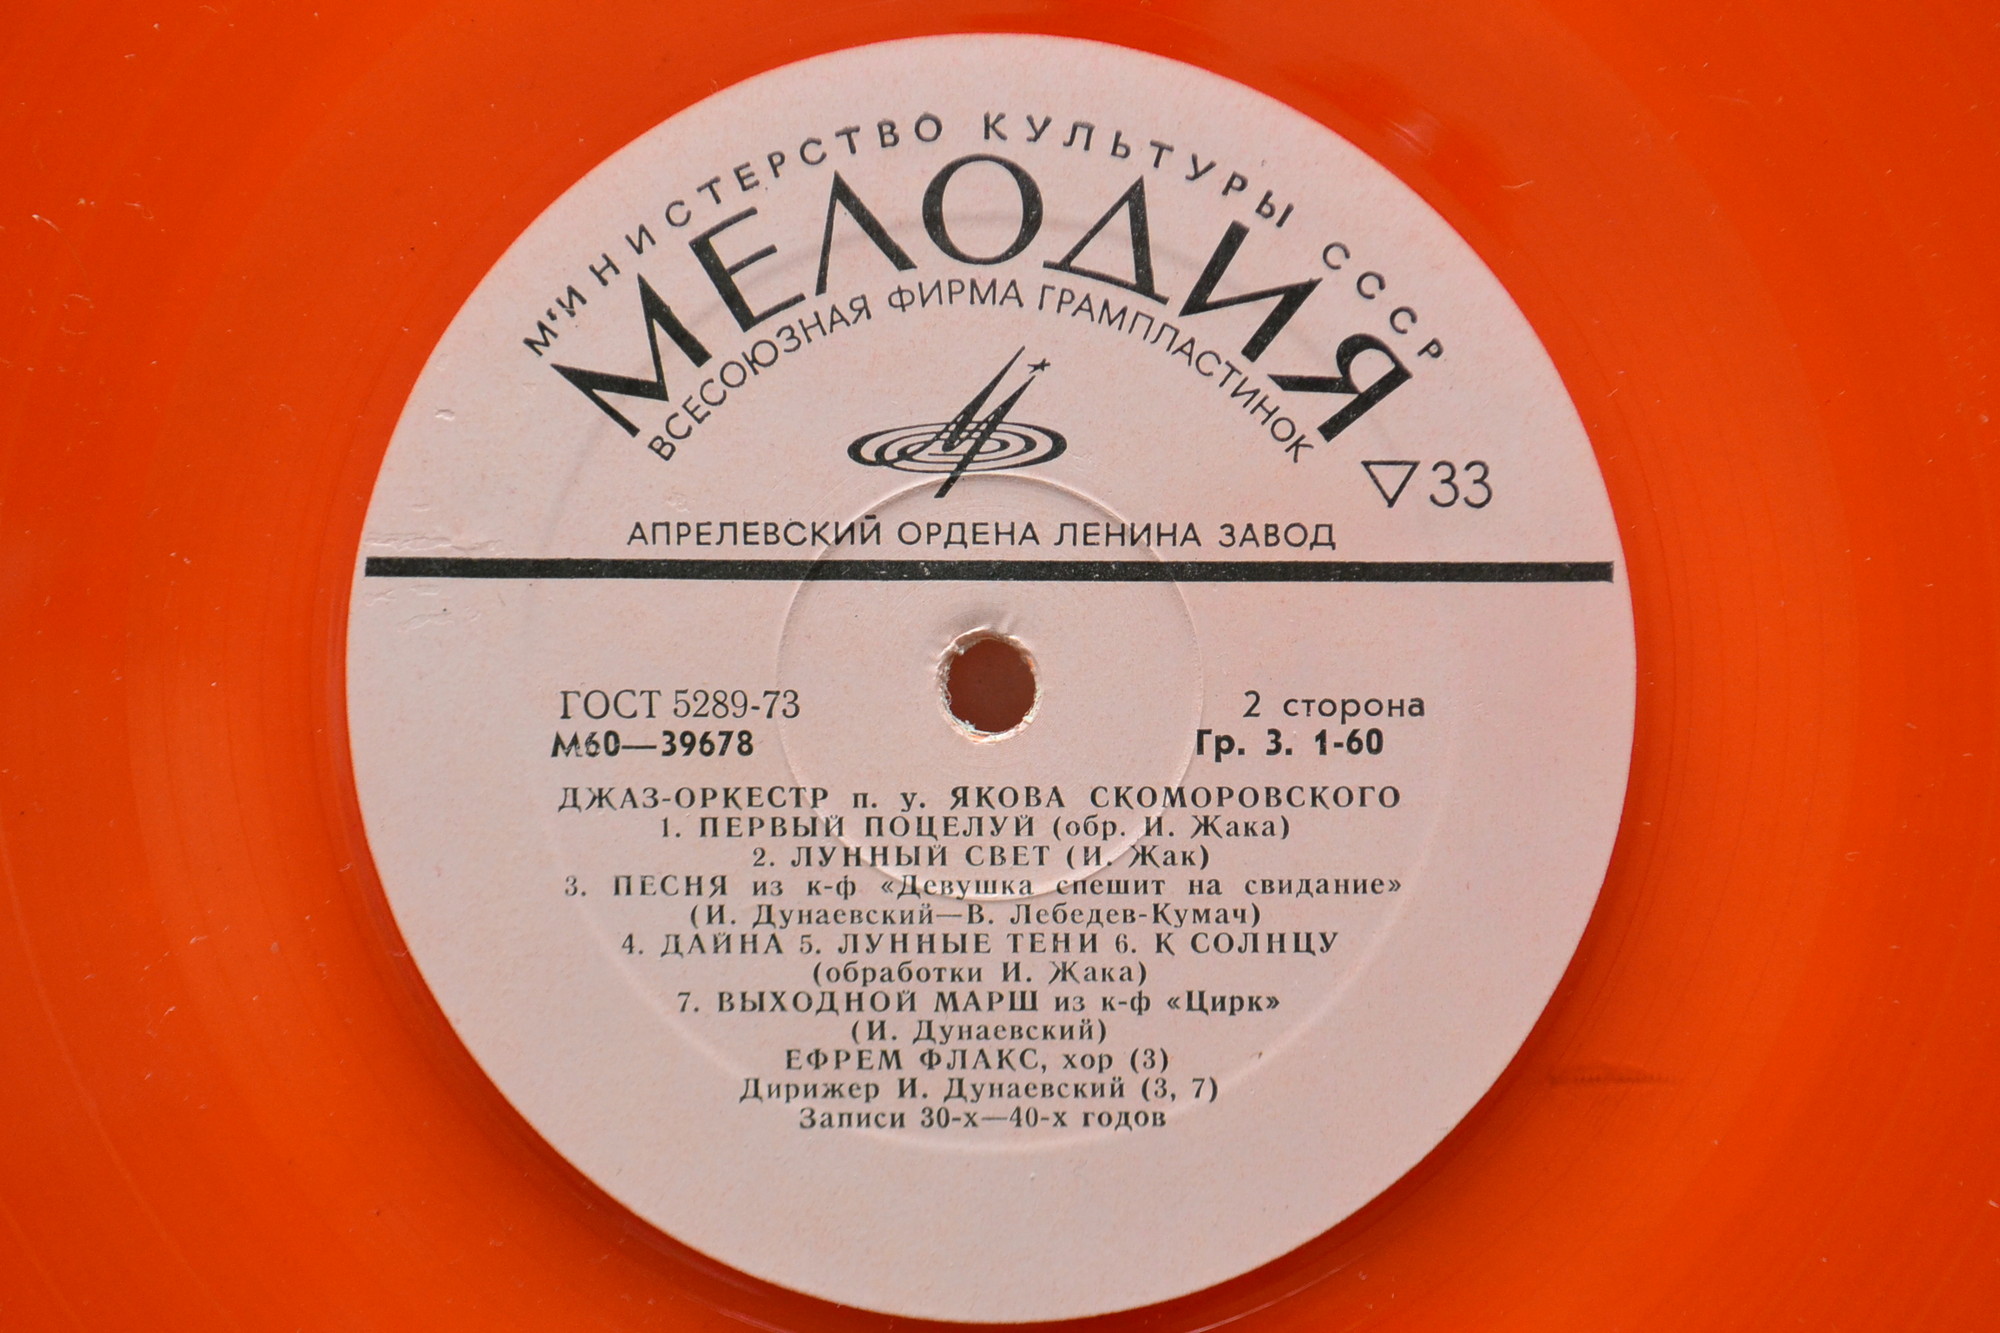 МИНИСТЕРСТВО КУЛЬТУРЫ СССР
МЕЛОДИЯ
ВСЕСОЮЗНАЯ ФИРМА ГРАМПЛАСТИНОК
▽33
АПРЕЛЕВСКИЙ ОРДЕНА ЛЕНИНА ЗАВОД
ГОСТ 5289-73
2 сторона
М60—39678
Гр. 3. 1-60
ДЖАЗ-ОРКЕСТР п. у. ЯКОВА СКОМОРОВСКОГО
1. ПЕРВЫЙ ПОЦЕЛУЙ (обр. И. Жака)
2. ЛУННЫЙ СВЕТ (И. Жак)
3. ПЕСНЯ из к-ф «Девушка спешит на свидание»
(И. Дунаевский—В. Лебедев-Кумач)
4. ДАЙНА 5. ЛУННЫЕ ТЕНИ 6. К СОЛНЦУ
(обработки И. Жака)
7. ВЫХОДНОЙ МАРШ из к-ф «Цирк»
(И. Дунаевский)
ЕФРЕМ ФЛАКС, хор (3)
Дирижер И. Дунаевский (3, 7)
Записи 30-х—40-х годов